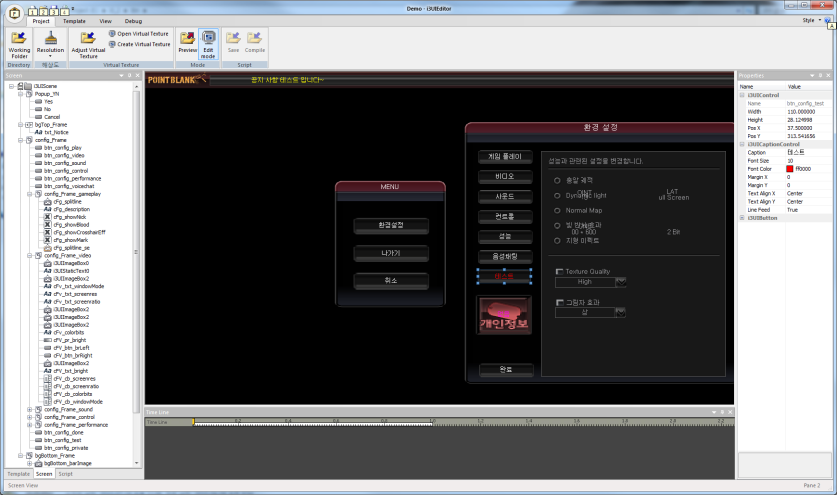 Demo - i3UIEditor
Project Template View Debug
Style
Working Folder
Resolution
Adjust Virtual Texture
Open Virtual Texture
Create Virtual Texture
Preview
Edit mode
Save
Compile
Directory 해상도 Virtual Texture Mode Script
Screen
i3UIScene
Popup_YN
Yes
No
Cancel
bgTop_Frame
txt_Notice
config_Frame
btn_config_play
btn_config_video
btn_config_sound
btn_config_control
btn_config_performance
btn_config_voicechat
config_Frame_gameplay
cFg_splitline
cFg_description
cFg_showNick
cFg_showBlood
cFg_showCrosshairEff
cFg_showMark
cFg_splitline_se
config_Frame_video
i3UIImageBox0
i3UIStaticText0
i3UIImageBox2
cFV_txt_windowMode
cFV_txt_screenres
cFV_txt_screenratio
i3UIImageBox2
i3UIImageBox2
i3UIImageBox2
cFV_colorbits
cFV_pr_bright
cFV_btn_brLeft
cFV_btn_brRight
i3UIImageBox2
cFV_txt_bright
cFV_cb_screenres
cFV_cb_screenratio
cFV_cb_colorbits
cFV_cb_windowMode
config_Frame_sound
config_Frame_control
config_Frame_performance
btn_config_done
btn_config_test
btn_config_private
bgBottom_Frame
bgBottom_barImage
Template Screen Script
Screen View
POINT BLANK
공지 사항 테스트 입니다~
MENU
환경설정
나가기
취소
환경 설정
게임 플레이
비디오
사운드
컨트롤
성능
음성채팅
테스트
개인정보
완료
성능과 관련된 설정을 변경합니다.
총알 궤적
Dynamic light
LAT
ull Screen
Normal Map
00 × 600
2 Bit
지형 이펙트
Texture Quality
High
그림자 효과
상
Time Line
Time Line
Properties
Name Value
i3UIControl
Name btn_config_test
Width 110.000000
Height 28.124998
Pos X 37.500000
Pos Y 313.541656
i3UICaptionControl
Caption 테스트
Font Size 10
Font Color ff0000
Margin X 0
Margin Y 0
Text Align X Center
Text Align Y Center
Line Feed True
i3UIButton
Pane 2